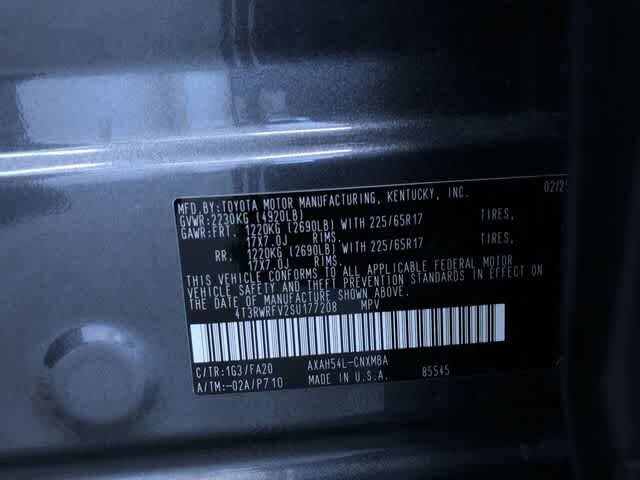 MFD.BY:TOYOTA MOTOR MANUFACTURING, KENTUCKY, INC. 02/25
GVWR:2230KG (4920LB)
GAWR:FRT. 1220KG (2690LB) WITH 225/65R17 TIRES,
17X7.0J RIMS.
RR. 1220KG (2690LB) WITH 225/65R17 TIRES,
17X7.0J RIMS.
THIS VEHICLE CONFORMS TO ALL APPLICABLE FEDERAL MOTOR
VEHICLE SAFETY AND THEFT PREVENTION STANDARDS IN EFFECT ON
THE DATE OF MANUFACTURE SHOWN ABOVE.
4T3RWRFV2SU177208 MPV
C/TR:1G3/FA20 AXAH54L-CNXMBA
A/TM:-02A/P710 MADE IN U.S.A. 85545